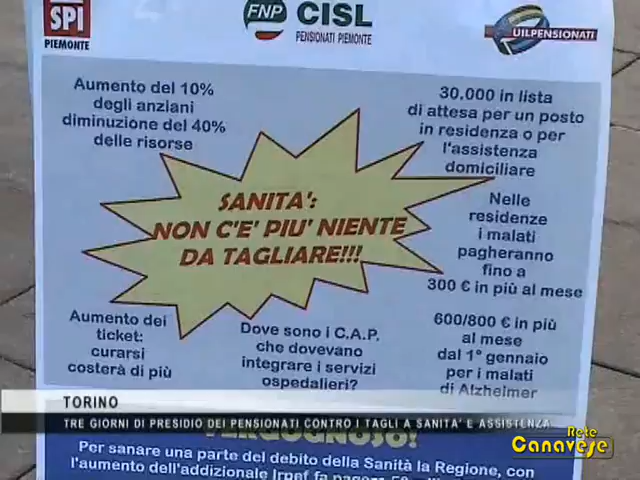 SPI
PIEMONTE
FNP CISL
PENSIONATI PIEMONTE
UILPENSIONATI
Aumento del 10%
degli anziani
diminuzione del 40%
delle risorse
30.000 in lista
di attesa per un posto
in residenza o per
l'assistenza
domiciliare
SANITA':
NON C'E' PIU' NIENTE
DA TAGLIARE!!!
Nelle
residenze
i malati
pagheranno
fino a
300 € in più al mese
Aumento dei
ticket:
curarsi
costerà di più
Dove sono i C.A.P.
che dovevano
integrare i servizi
ospedalieri?
600/800 € in più
al mese
dal 1° gennaio
per i malati
di Alzheimer
TORINO
TRE GIORNI DI PRESIDIO DEI PENSIONATI CONTRO I TAGLI A SANITA' E ASSISTENZA
VERGOGNOSO!
Rete
Canavese
Per sanare una parte del debito della Sanità la Regione, con
l'aumento dell'addizionale Irpef fa